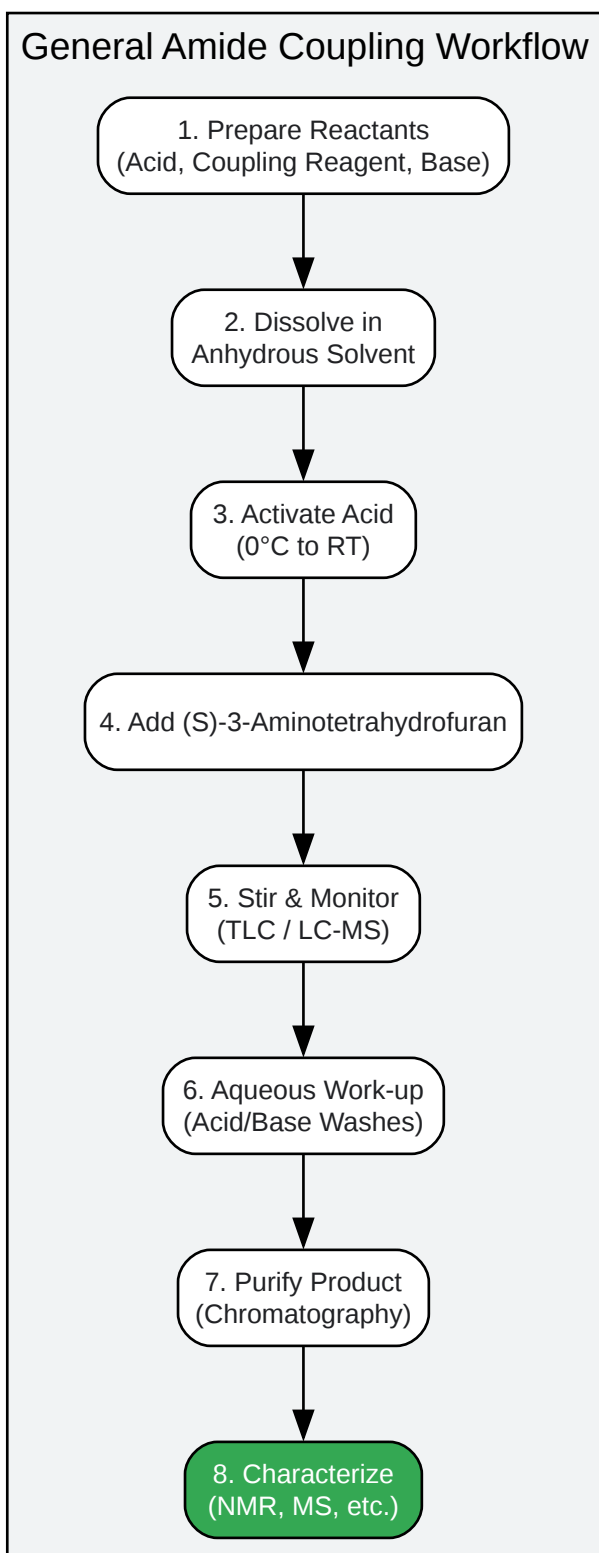 General Amide Coupling Workflow
1. Prepare Reactants
(Acid, Coupling Reagent, Base)
2. Dissolve in
Anhydrous Solvent
3. Activate Acid
(0°C to RT)
4. Add (S)-3-Aminotetrahydrofuran
5. Stir & Monitor
(TLC / LC-MS)
6. Aqueous Work-up
(Acid/Base Washes)
7. Purify Product
(Chromatography)
8. Characterize
(NMR, MS, etc.)